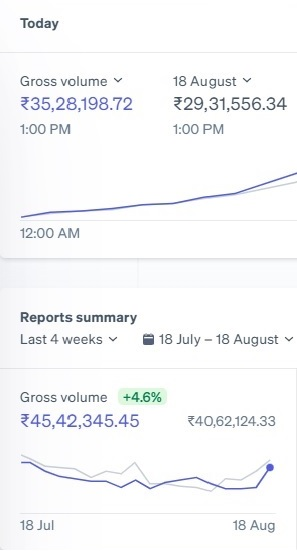 Today
Gross volume 18 August
₹35,28,198.72 ₹29,31,556.34
1:00 PM 1:00 PM
12:00 AM
Reports summary
Last 4 weeks 18 July – 18 August
Gross volume +4.6%
₹45,42,345.45 ₹40,62,124.33
18 Jul 18 Aug